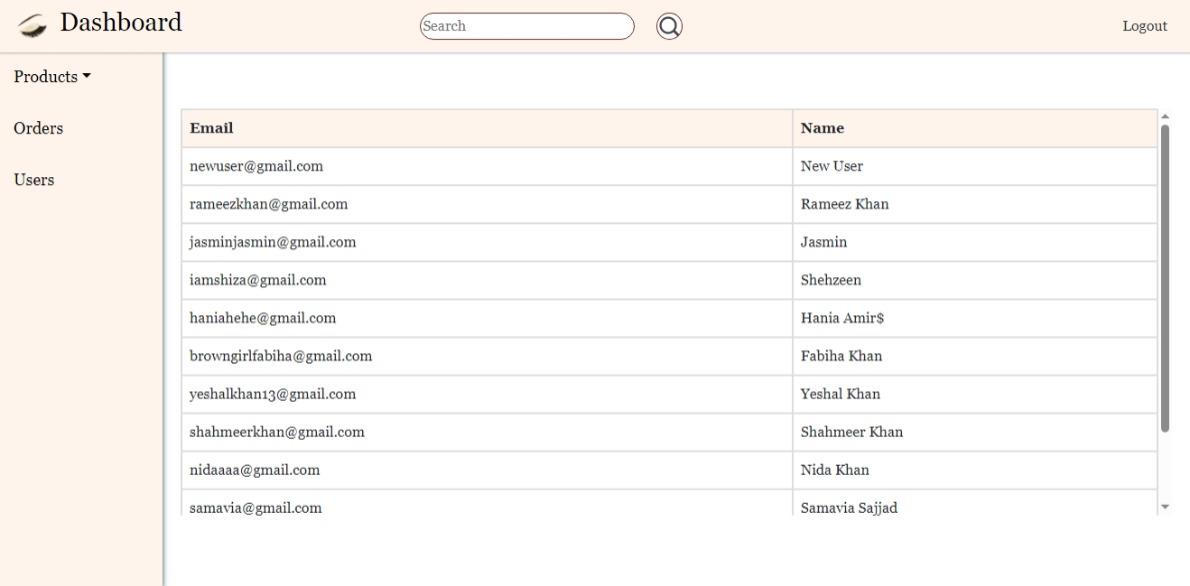 Dashboard Search Logout
Products
Orders
Users
Email Name
newuser@gmail.com New User
rameezkhan@gmail.com Rameez Khan
jasminjasmin@gmail.com Jasmin
iamshiza@gmail.com Shehzeen
haniahehe@gmail.com Hania Amir$
browngirlfabiha@gmail.com Fabiha Khan
yeshalkhan13@gmail.com Yeshal Khan
shahmeerkhan@gmail.com Shahmeer Khan
nidaaaa@gmail.com Nida Khan
samavia@gmail.com Samavia Sajjad